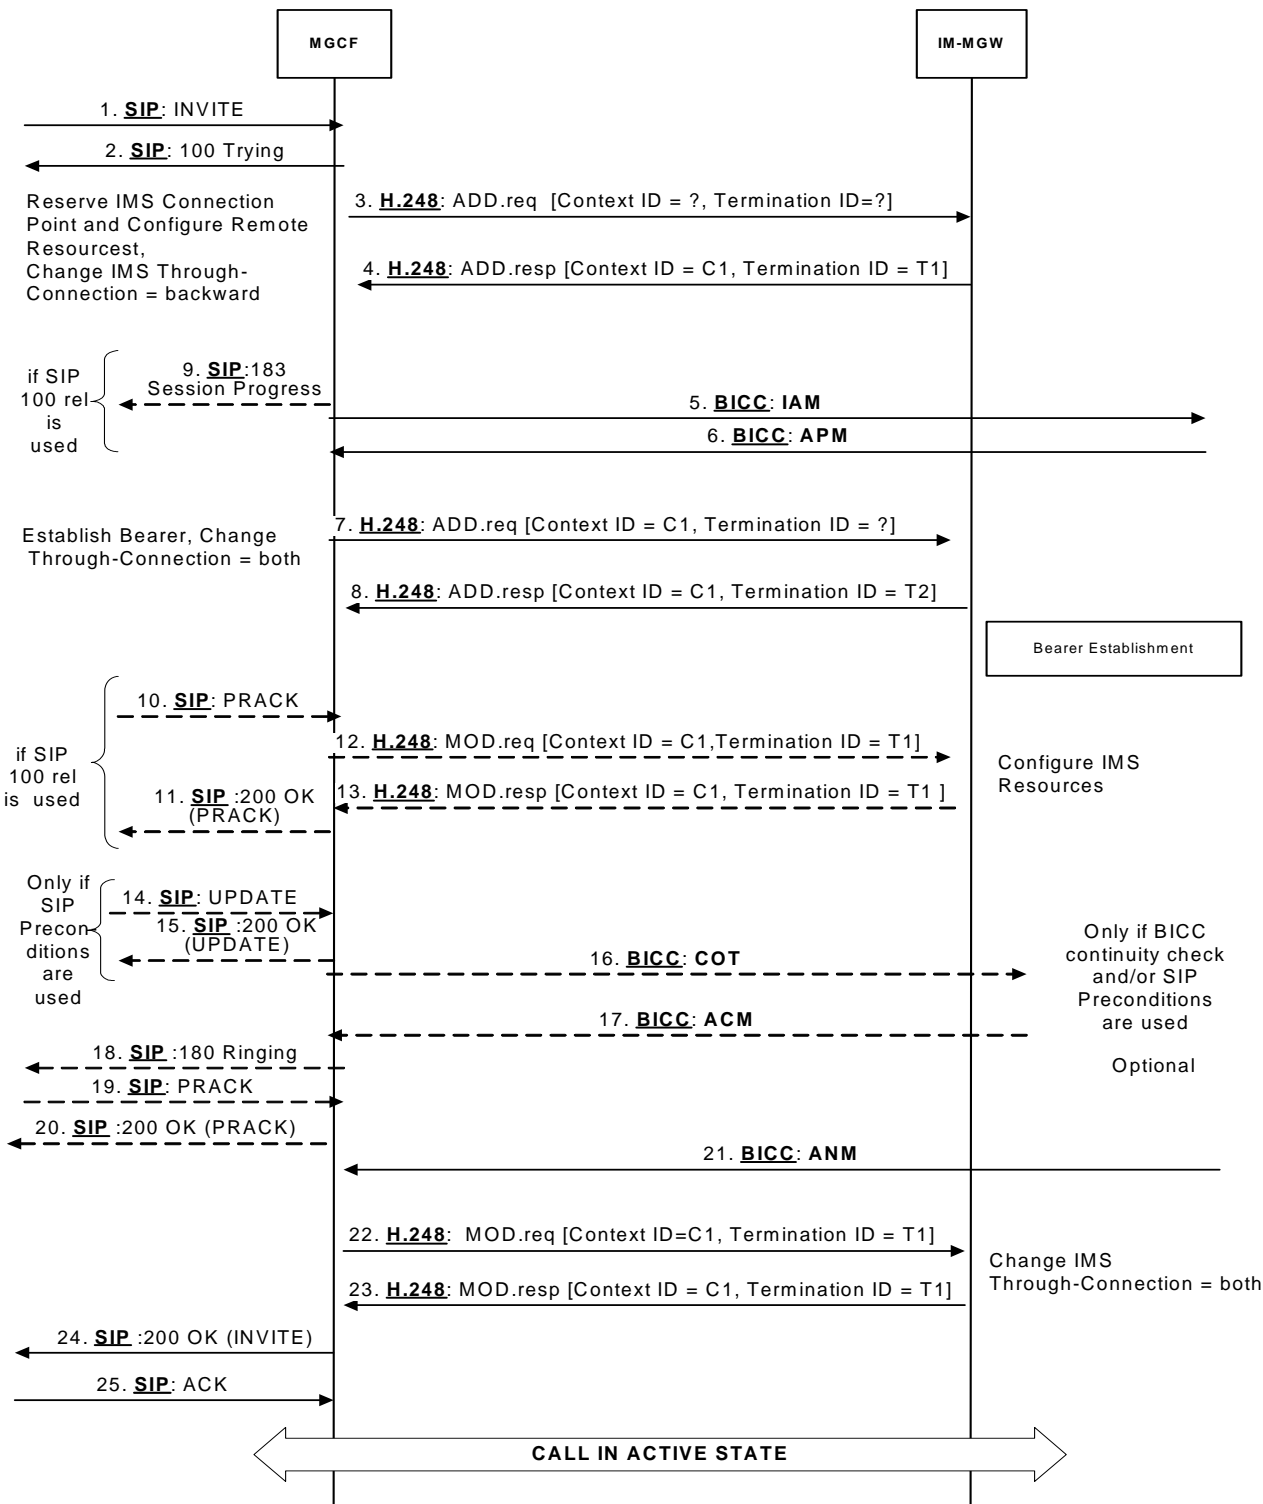 MGCF
IM-MGW
1. SIP: INVITE
2. SIP: 100 Trying
Reserve IMS Connection
Point and Configure Remote
Resourcest,
Change IMS Through-
Connection = backward
3. H.248: ADD.req [Context ID = ?, Termination ID=?]
4. H.248: ADD.resp [Context ID = C1, Termination ID = T1]
if SIP
100 rel
is
used
9. SIP:183
Session Progress
5. BICC: IAM
6. BICC: APM
Establish Bearer, Change
Through-Connection = both
7. H.248: ADD.req [Context ID = C1, Termination ID = ?]
8. H.248: ADD.resp [Context ID = C1, Termination ID = T2]
Bearer Establishment
10. SIP: PRACK
if SIP
100 rel
is used
12. H.248: MOD.req [Context ID = C1,Termination ID = T1]
Configure IMS
Resources
11. SIP :200 OK
(PRACK)
13. H.248: MOD.resp [Context ID = C1, Termination ID = T1 ]
Only if
SIP
Precon
ditions
are
used
14. SIP: UPDATE
15. SIP :200 OK
(UPDATE)
16. BICC: COT
Only if BICC
continuity check
and/or SIP
Preconditions
are used
17. BICC: ACM
18. SIP :180 Ringing
Optional
19. SIP: PRACK
20. SIP :200 OK (PRACK)
21. BICC: ANM
22. H.248: MOD.req [Context ID=C1, Termination ID = T1]
23. H.248: MOD.resp [Context ID = C1, Termination ID = T1]
Change IMS
Through-Connection = both
24. SIP :200 OK (INVITE)
25. SIP: ACK
CALL IN ACTIVE STATE